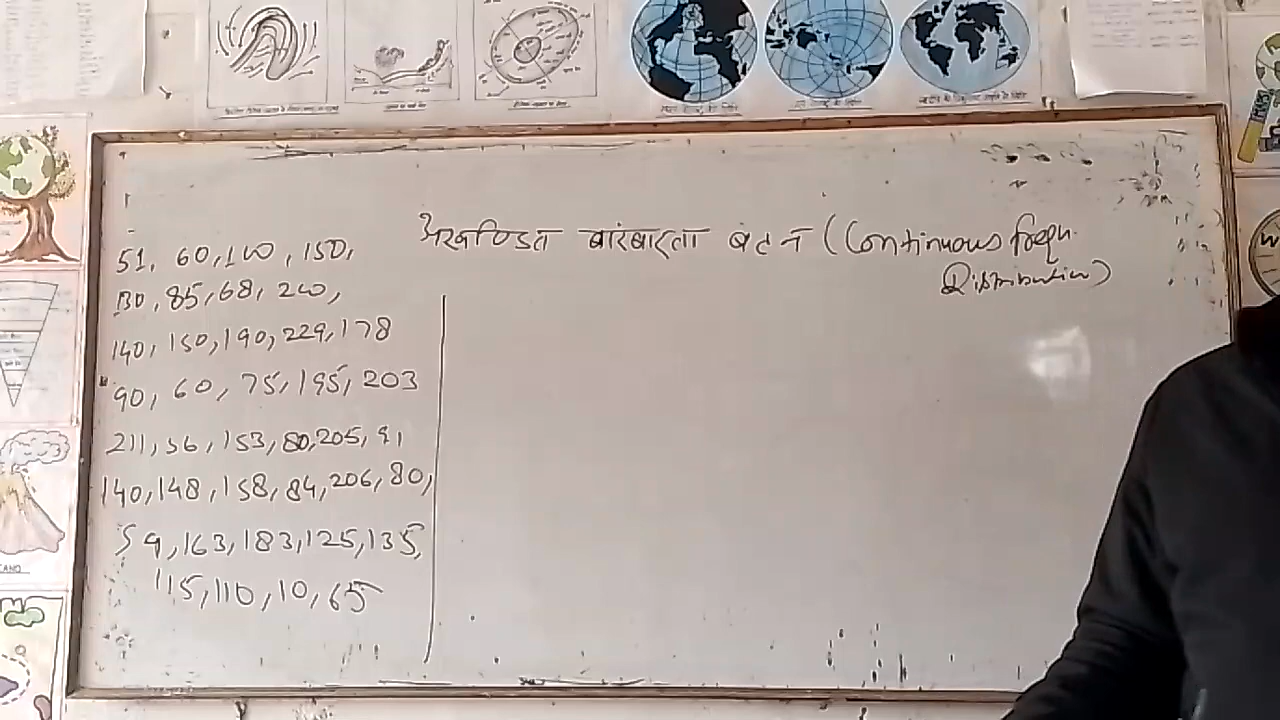 अखण्डित बारंबारता बंटन (Continuous frequ.
Distribution)
51, 60, 100, 150,
130, 85, 68, 200,
140, 150, 190, 229, 178
90, 60, 75, 195, 203
211, 56, 153, 80, 205, 91
140, 148, 158, 84, 206, 80,
59, 163, 183, 125, 135,
115, 110, 10, 65